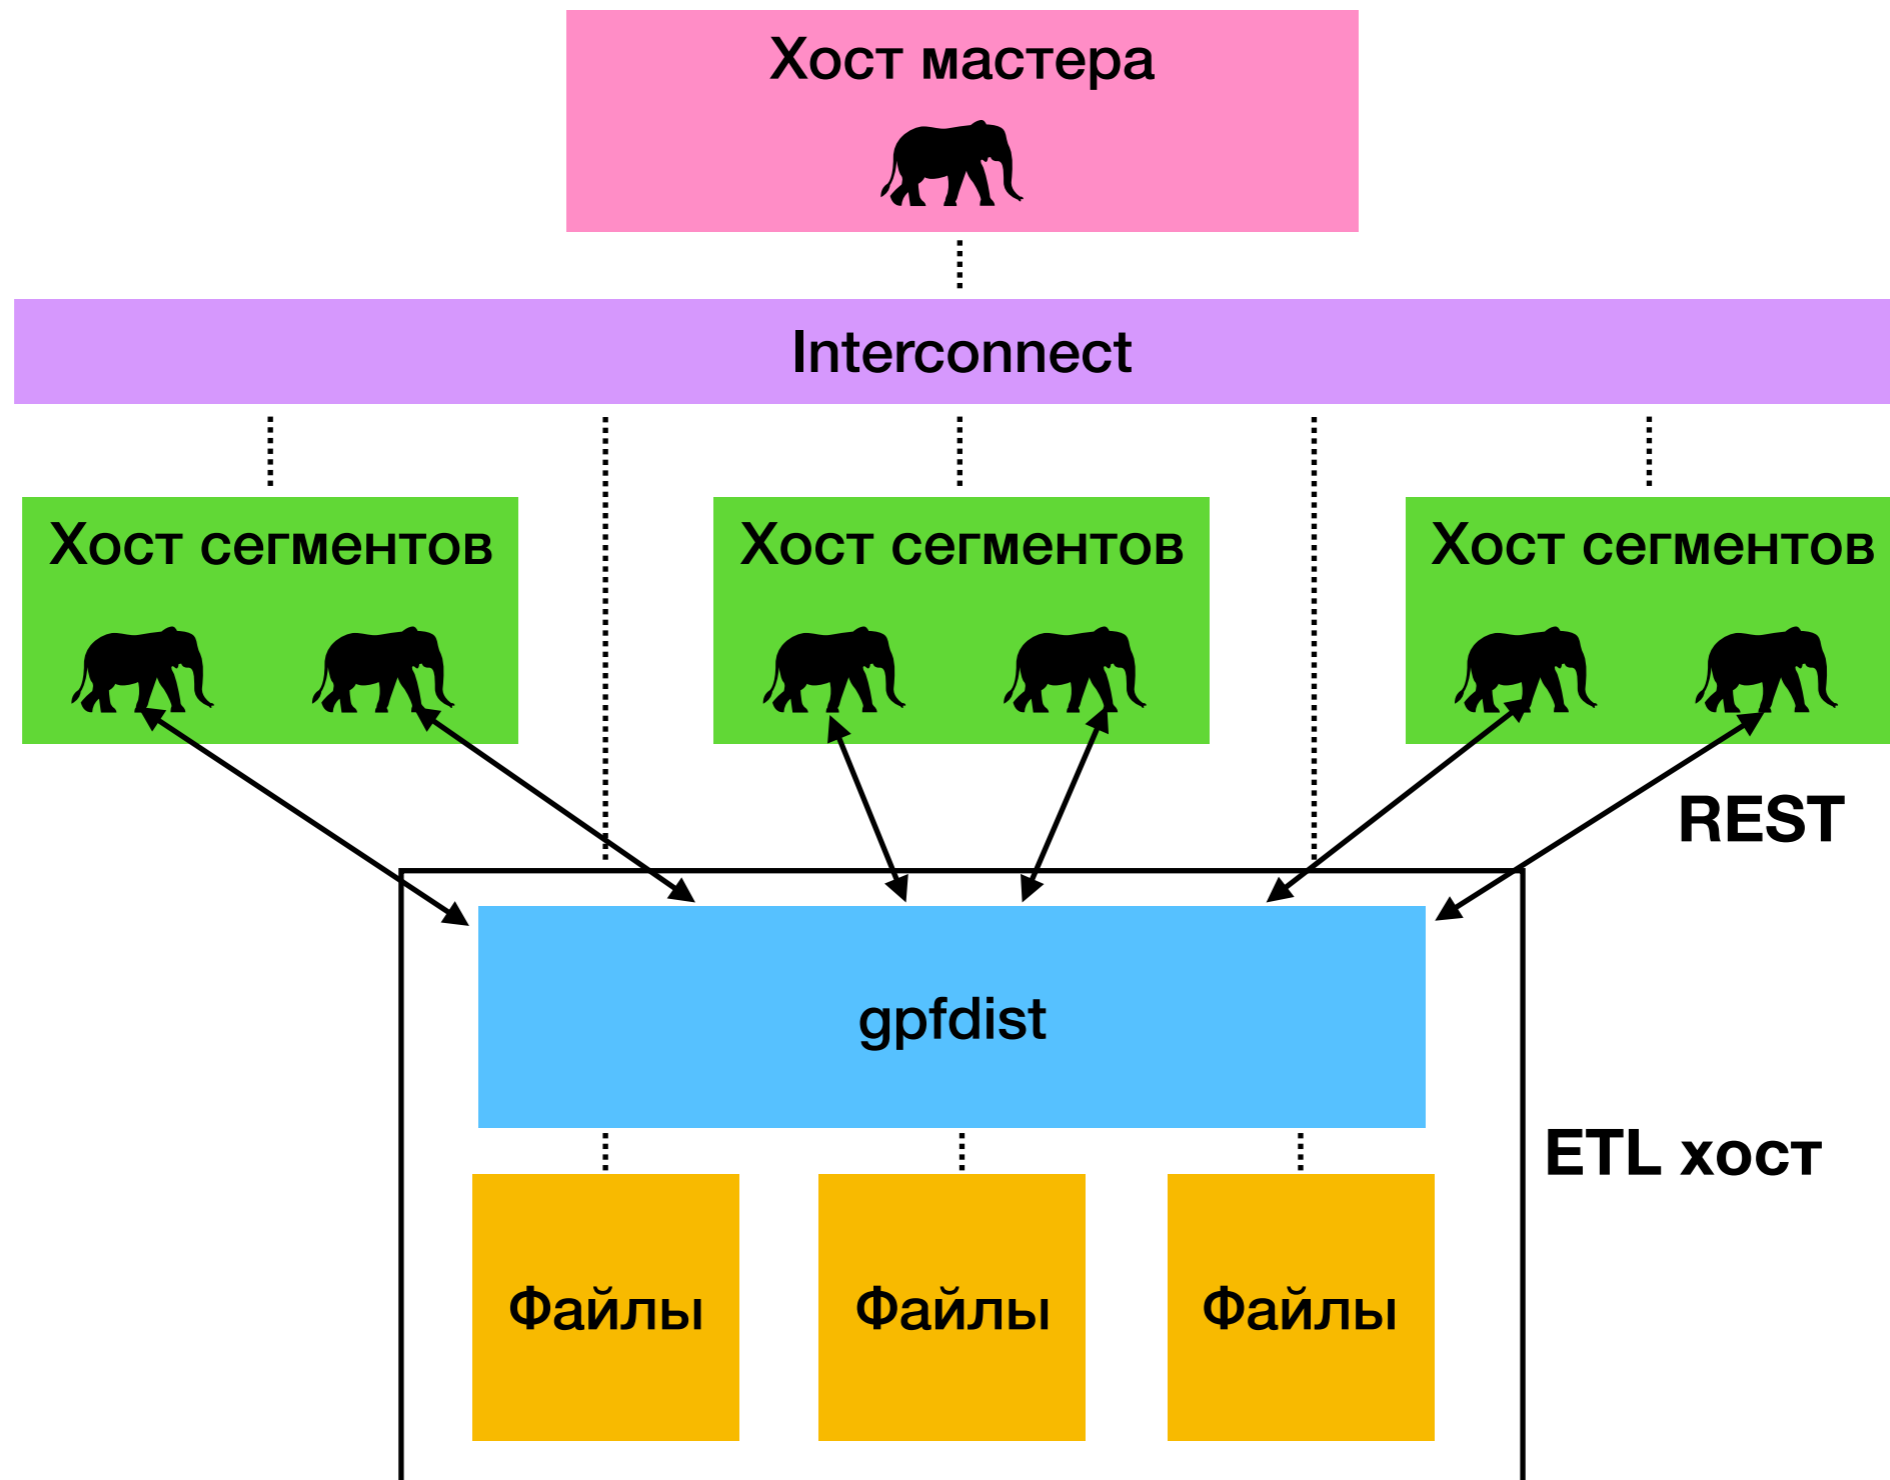 Хост мастера
Interconnect
Хост сегментов
Хост сегментов
Хост сегментов
REST
gpfdist
ETL хост
Файлы
Файлы
Файлы